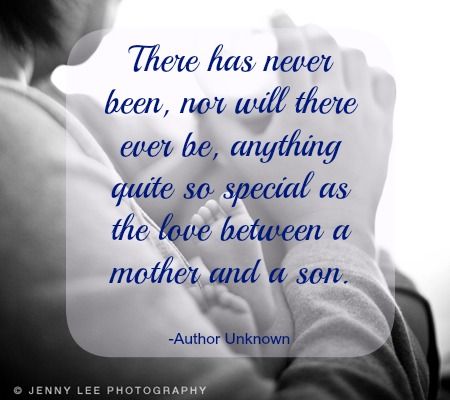 There has never
been, nor will there
ever be, anything
quite so special as
the love between a
mother and a son.
-Author Unknown
© JENNY LEE PHOTOGRAPHY